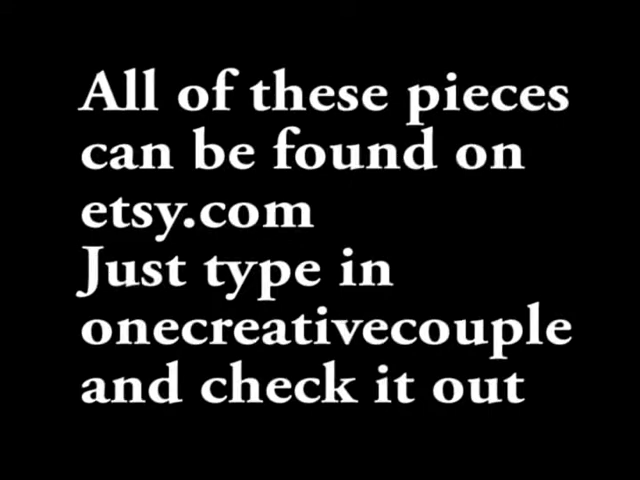 All of these pieces
can be found on
etsy.com
Just type in
onecreativecouple
and check it out